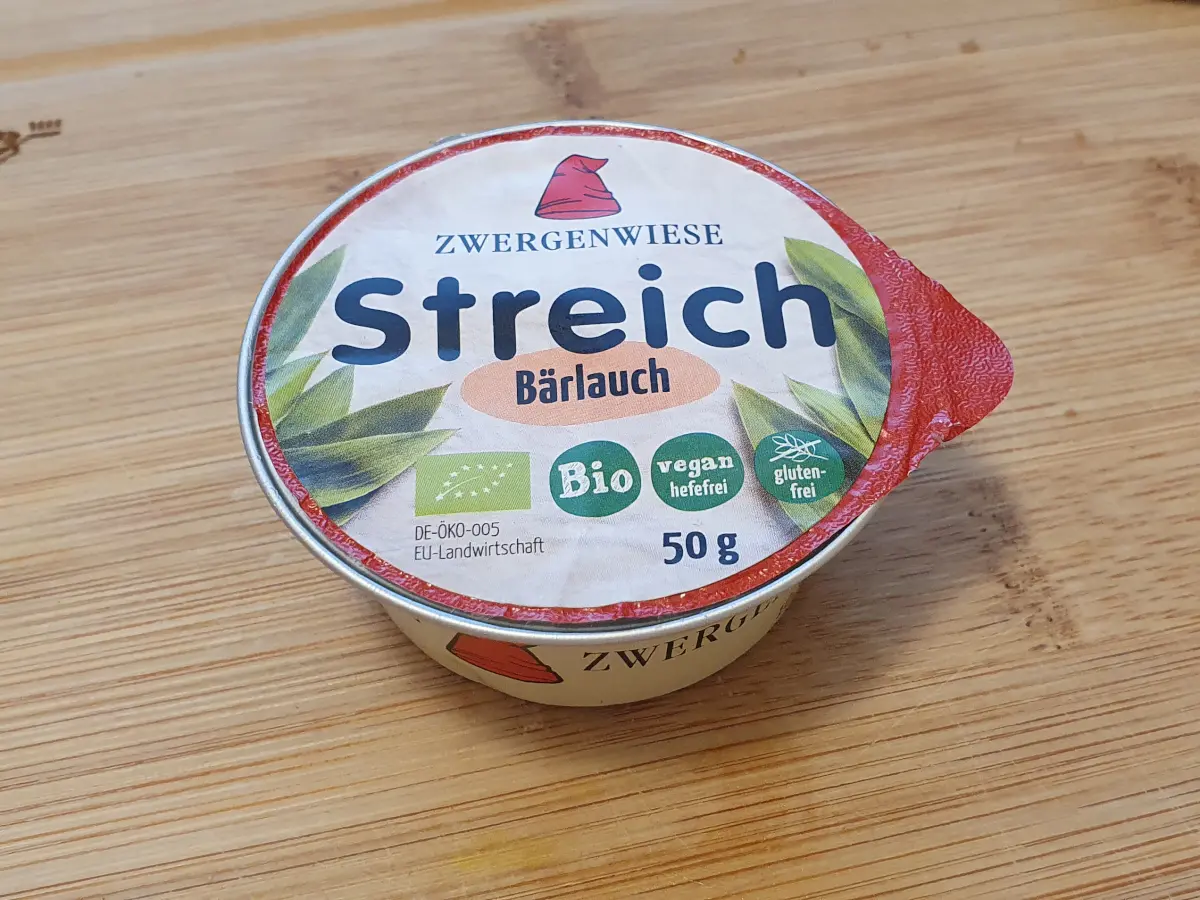 ZWERGENWIESE
Streich
Bärlauch
Bio
vegan
hefefrei
gluten-
frei
DE-ÖKO-005
EU-Landwirtschaft
50 g